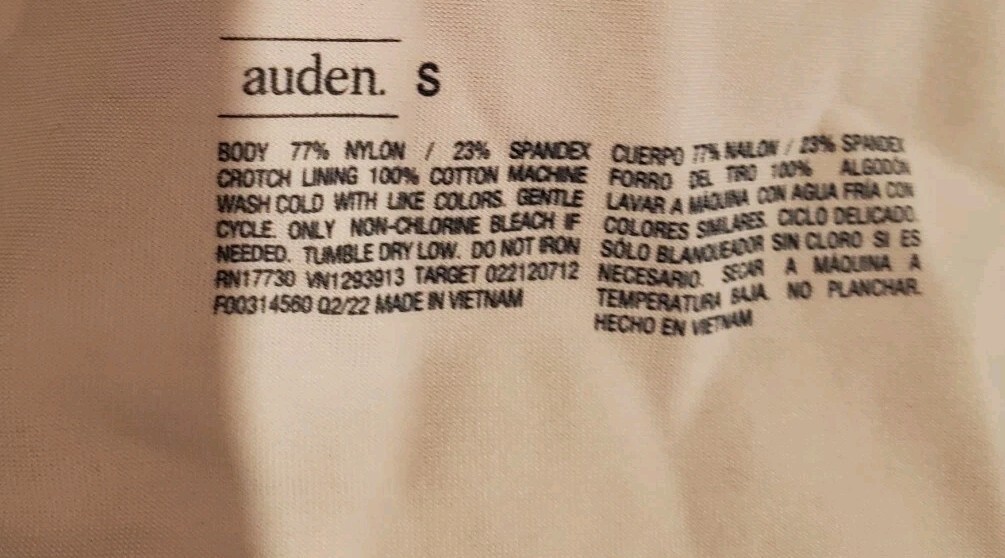 auden. S
BODY 77% NYLON / 23% SPANDEX
CROTCH LINING 100% COTTON MACHINE
WASH COLD WITH LIKE COLORS. GENTLE
CYCLE. ONLY NON-CHLORINE BLEACH IF
NEEDED. TUMBLE DRY LOW. DO NOT IRON
RN17730 VN1293913 TARGET 022120712
F00314560 Q2/22 MADE IN VIETNAM
CUERPO 77% NAILON / 23% SPANDEX
FORRO DEL TIRO 100% ALGODÓN
LAVAR A MÁQUINA CON AGUA FRÍA CON
COLORES SIMILARES. CICLO DELICADO.
SÓLO BLANQUEADOR SIN CLORO SI ES
NECESARIO. SECAR A MÁQUINA A
TEMPERATURA BAJA. NO PLANCHAR.
HECHO EN VIETNAM